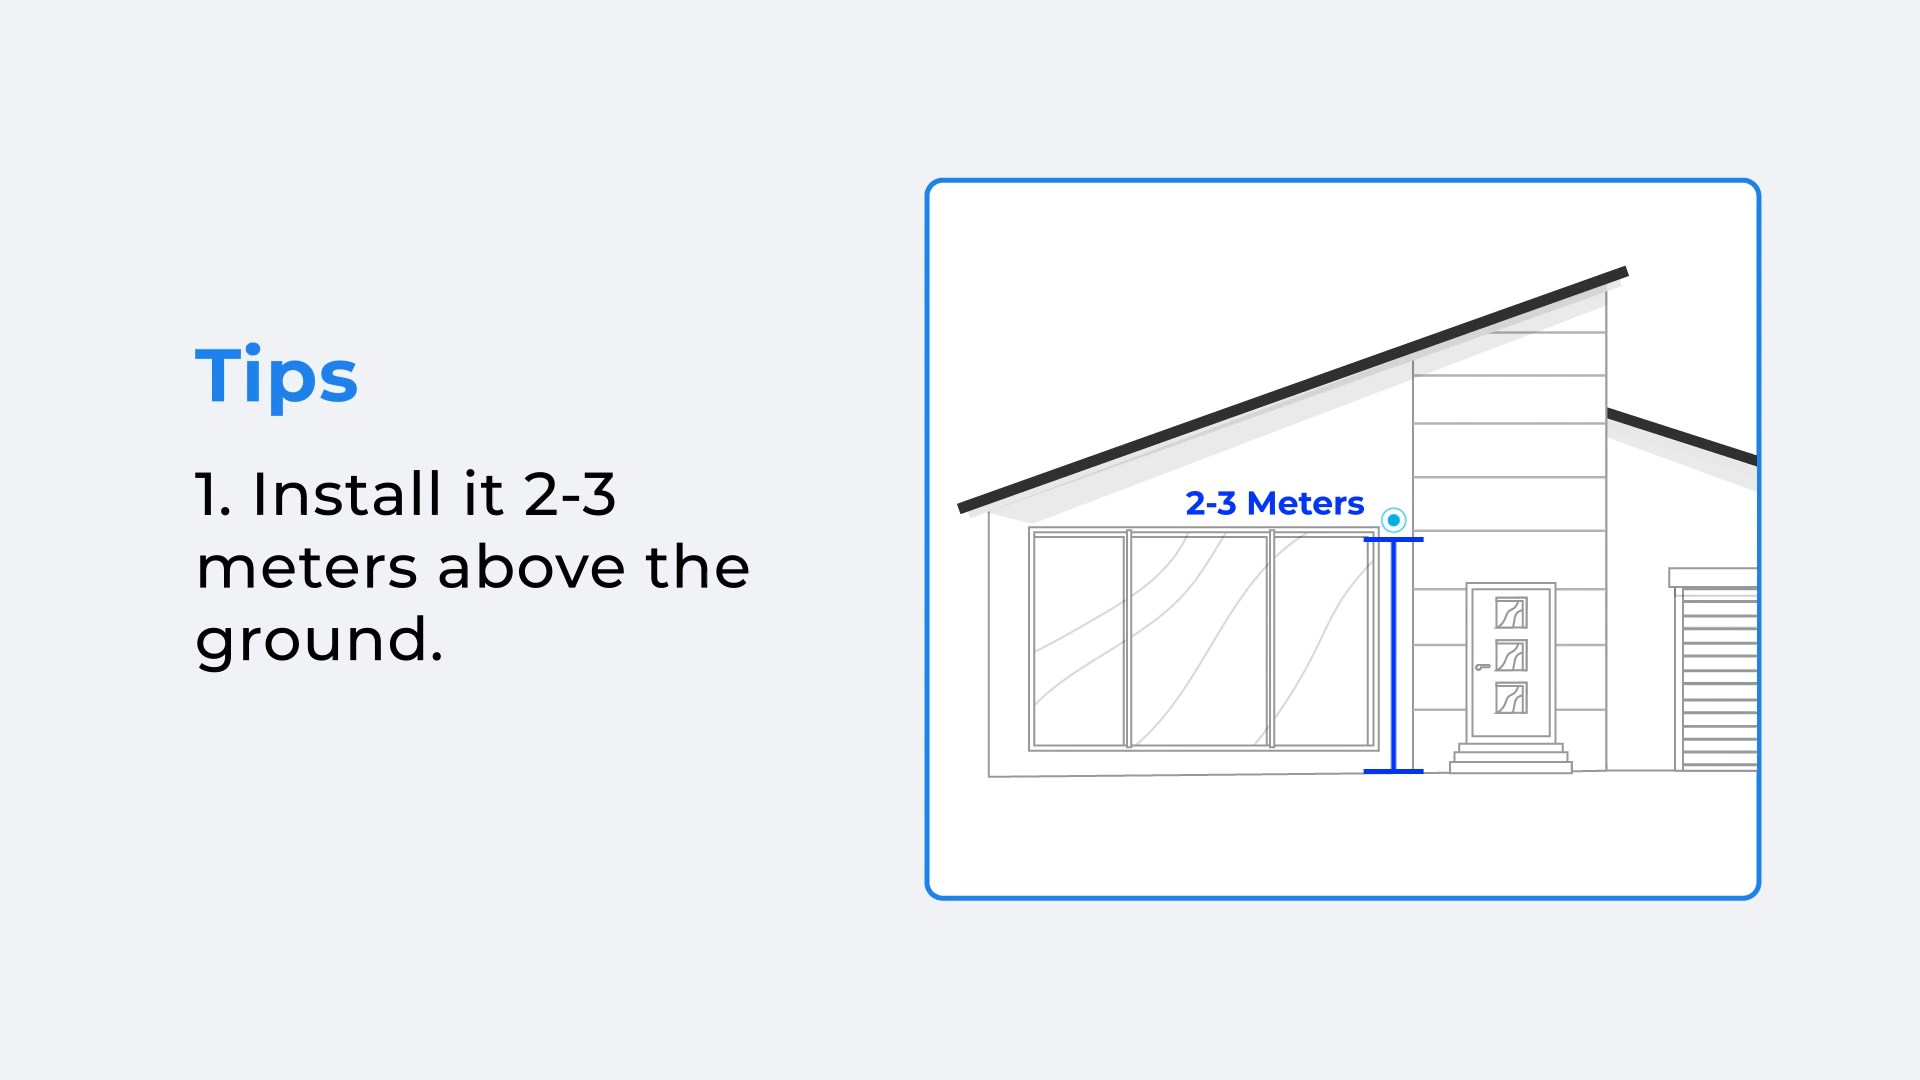 Tips
1. Install it 2-3
meters above the
ground.
2-3 Meters